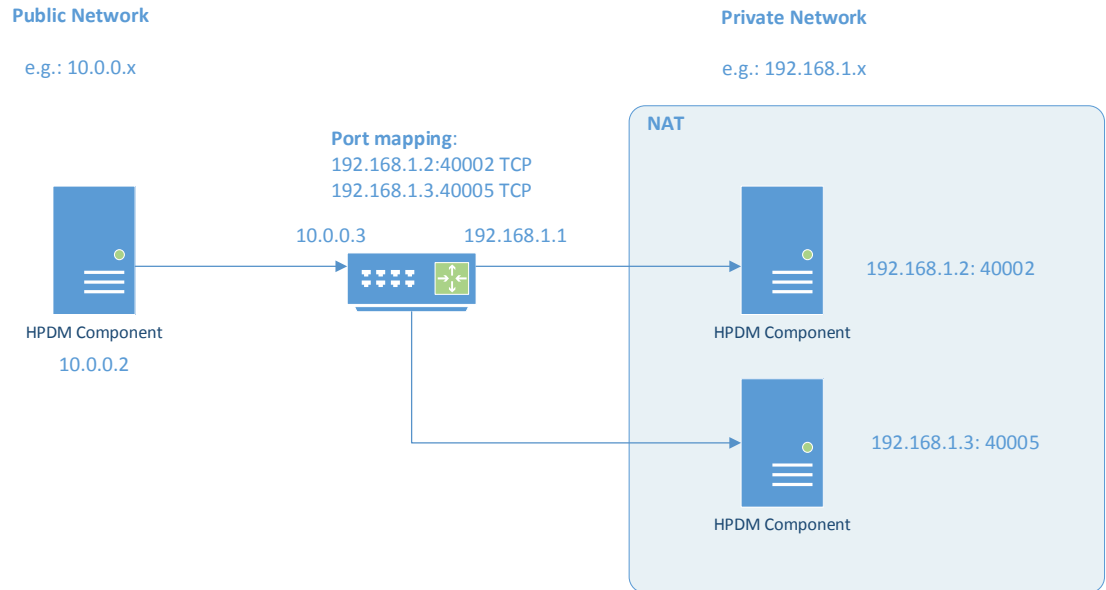 Public Network
Private Network
e.g.: 10.0.0.x
e.g.: 192.168.1.x
NAT
Port mapping:
192.168.1.2:40002 TCP
192.168.1.3.40005 TCP
10.0.0.3
192.168.1.1
192.168.1.2: 40002
HPDM Component
10.0.0.2
HPDM Component
192.168.1.3: 40005
HPDM Component